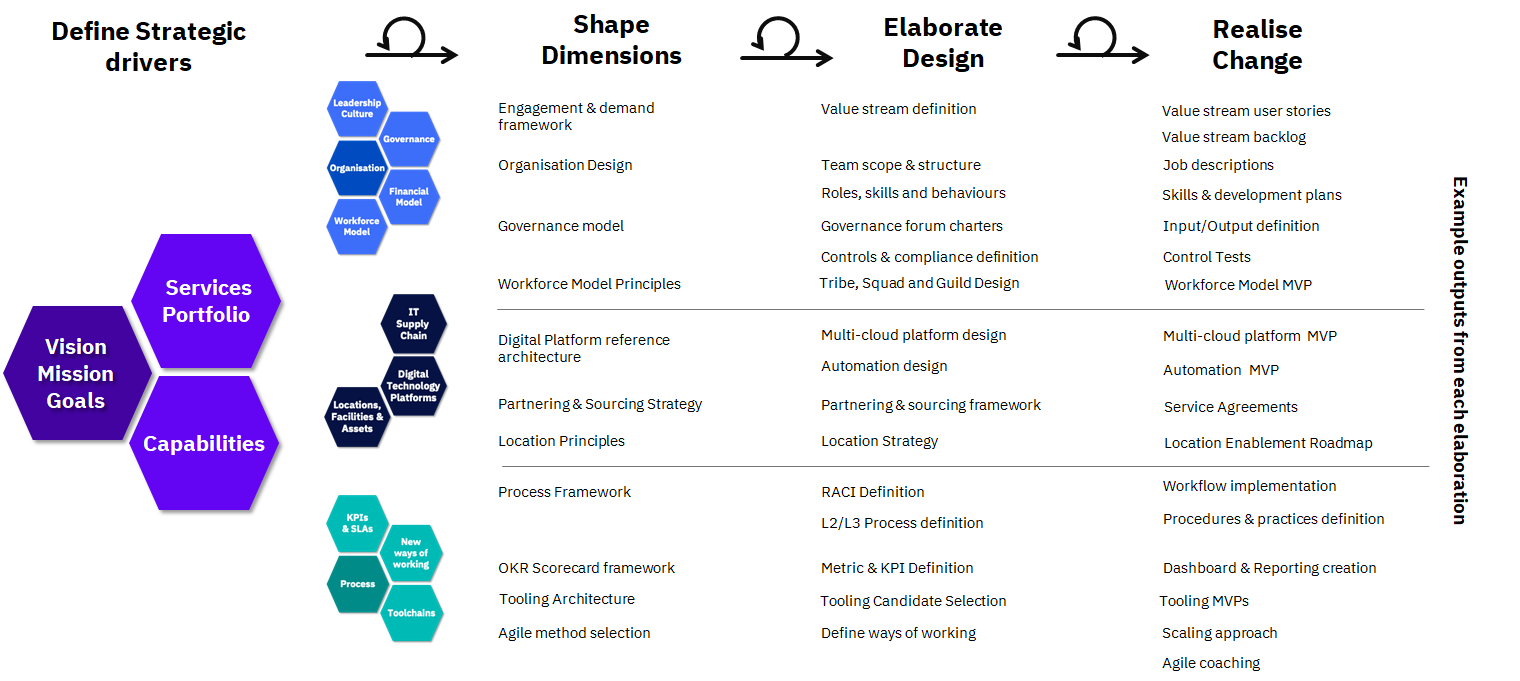 Define Strategic
drivers
Shape
Dimensions
Elaborate
Design
Realise
Change
Vision
Mission
Goals
Services
Portfolio
Capabilities
Leadership
Culture
Governance
Organisation
Financial
Model
Workforce
Model
Engagement & demand
framework
Value stream definition
Value stream user stories
Value stream backlog
Organisation Design
Team scope & structure
Job descriptions
Roles, skills and behaviours
Skills & development plans
Governance model
Governance forum charters
Input/Output definition
Controls & compliance definition
Control Tests
Workforce Model Principles
Tribe, Squad and Guild Design
Workforce Model MVP
IT
Supply
Chain
Digital
Technology
Platforms
Locations,
Facilities &
Assets
Digital Platform reference
architecture
Multi-cloud platform design
Multi-cloud platform MVP
Automation design
Automation MVP
Partnering & Sourcing Strategy
Partnering & sourcing framework
Service Agreements
Location Principles
Location Strategy
Location Enablement Roadmap
KPIs
& SLAs
New
ways of
working
Process
Toolchains
Process Framework
RACI Definition
Workflow implementation
L2/L3 Process definition
Procedures & practices definition
OKR Scorecard framework
Metric & KPI Definition
Dashboard & Reporting creation
Tooling Architecture
Tooling Candidate Selection
Tooling MVPs
Agile method selection
Define ways of working
Scaling approach
Agile coaching
Example outputs from each elaboration